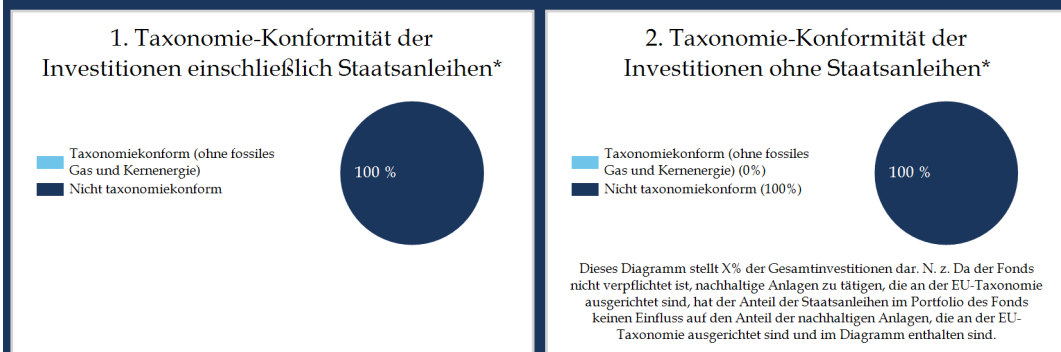 1. Taxonomie-Konformität der
Investitionen einschließlich Staatsanleihen*
Taxonomiekonform (ohne fossiles
Gas und Kernenergie)
Nicht taxonomiekonform
100 %
2. Taxonomie-Konformität der
Investitionen ohne Staatsanleihen*
Taxonomiekonform (ohne fossiles
Gas und Kernenergie) (0%)
Nicht taxonomiekonform (100%)
100 %
Dieses Diagramm stellt X% der Gesamtinvestitionen dar. N. z. Da der Fonds
nicht verpflichtet ist, nachhaltige Anlagen zu tätigen, die an der EU-Taxonomie
ausgerichtet sind, hat der Anteil der Staatsanleihen im Portfolio des Fonds
keinen Einfluss auf den Anteil der nachhaltigen Anlagen, die an der EU-
Taxonomie ausgerichtet sind und im Diagramm enthalten sind.